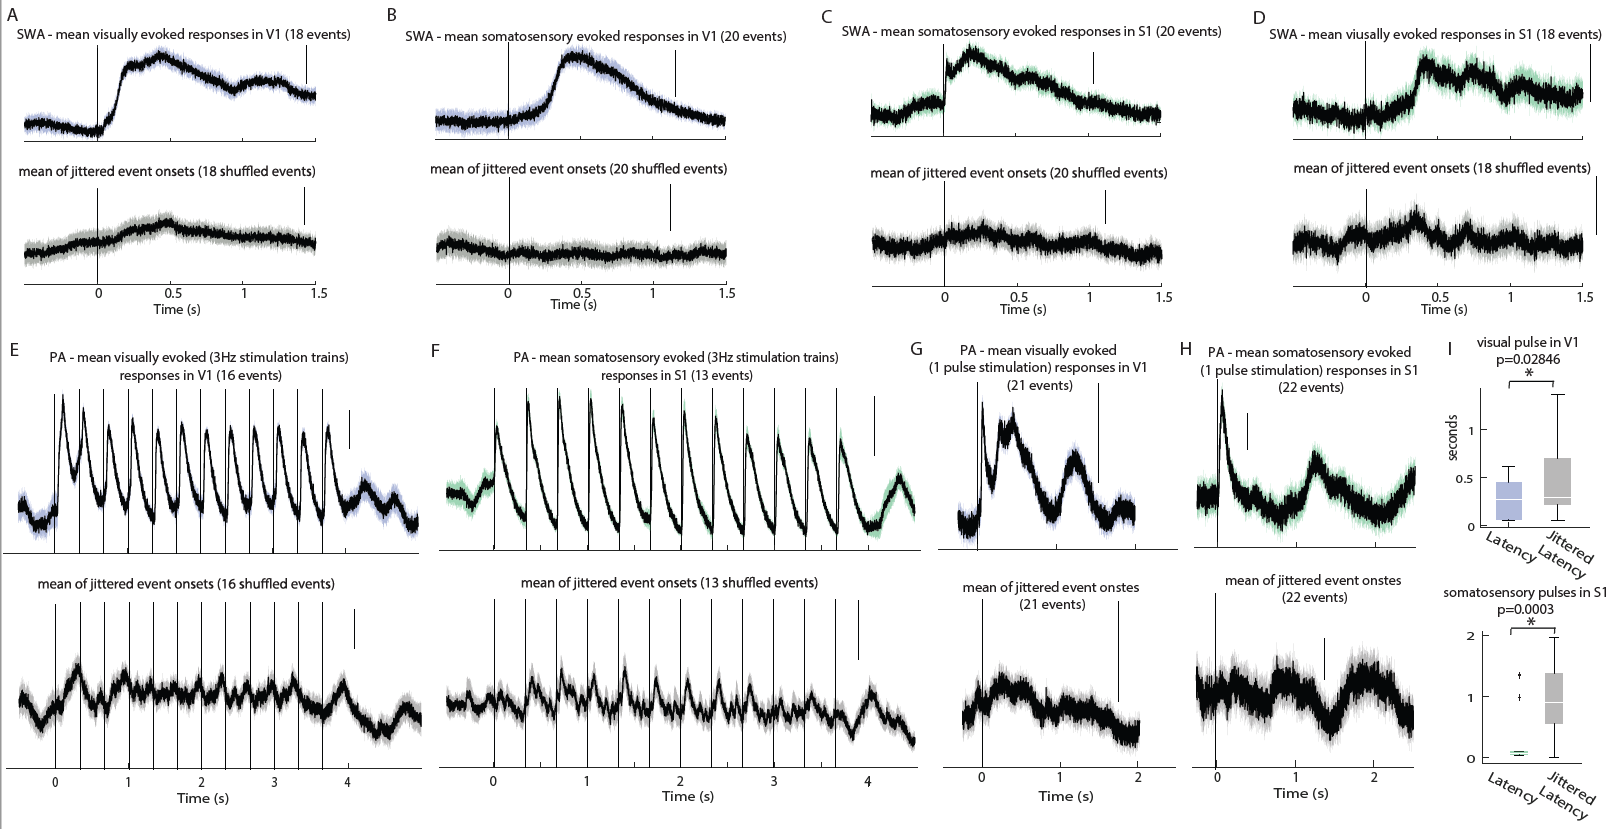 A
SWA - mean visually evoked responses in V1 (18 events)
mean of jittered event onsets (18 shuffled events)
0 0.5 1 1.5
Time (s)
B
SWA - mean somatosensory evoked responses in V1 (20 events)
mean of jittered event onsets (20 shuffled events)
0 0.5 1 1.5
Time (s)
C
SWA - mean somatosensory evoked responses in S1 (20 events)
mean of jittered event onsets (20 shuffled events)
0 0.5 1 1.5
Time (s)
D
SWA - mean viusally evoked responses in S1 (18 events)
mean of jittered event onsets (18 shuffled events)
0 0.5 1 1.5
Time (s)
E
PA - mean visually evoked (3Hz stimulation trains)
responses in V1 (16 events)
mean of jittered event onsets (16 shuffled events)
0 1 2 3 4
Time (s)
F
PA - mean somatosensory evoked (3Hz stimulation trains)
responses in S1 (13 events)
mean of jittered event onsets (13 shuffled events)
0 1 2 3 4
Time (s)
G
PA - mean visually evoked
(1 pulse stimulation) responses in V1
(21 events)
mean of jittered event onstes
(21 events)
0 1 2
Time (s)
H
PA - mean somatosensory evoked
(1 pulse stimulation) responses in S1
(22 events)
mean of jittered event onstes
(22 events)
0 1 2
Time (s)
I
visual pulse in V1
p=0.02846
*
seconds
1
0.5
0
Latency
Jittered
Latency
somatosensory pulses in S1
p=0.0003
*
2
1
0
Latency
Jittered
Latency